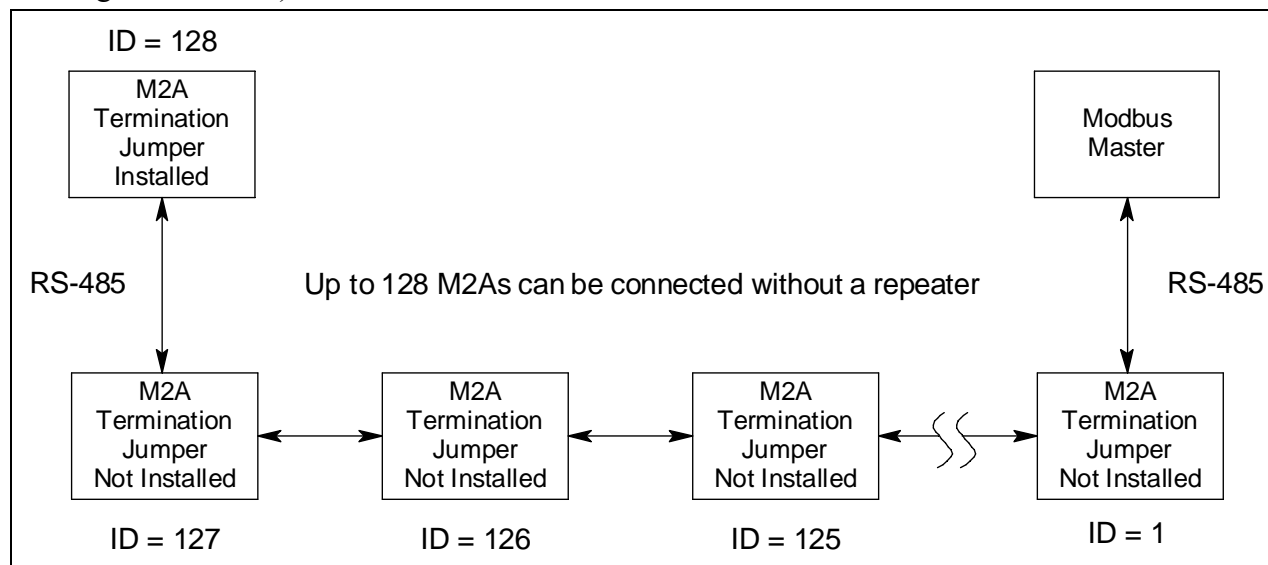 ID = 128
M2A
Termination
Jumper
Installed
Modbus
Master
RS-485
Up to 128 M2As can be connected without a repeater
RS-485
M2A
Termination
Jumper
Not Installed
M2A
Termination
Jumper
Not Installed
M2A
Termination
Jumper
Not Installed
M2A
Termination
Jumper
Not Installed
ID = 127
ID = 126
ID = 125
ID = 1